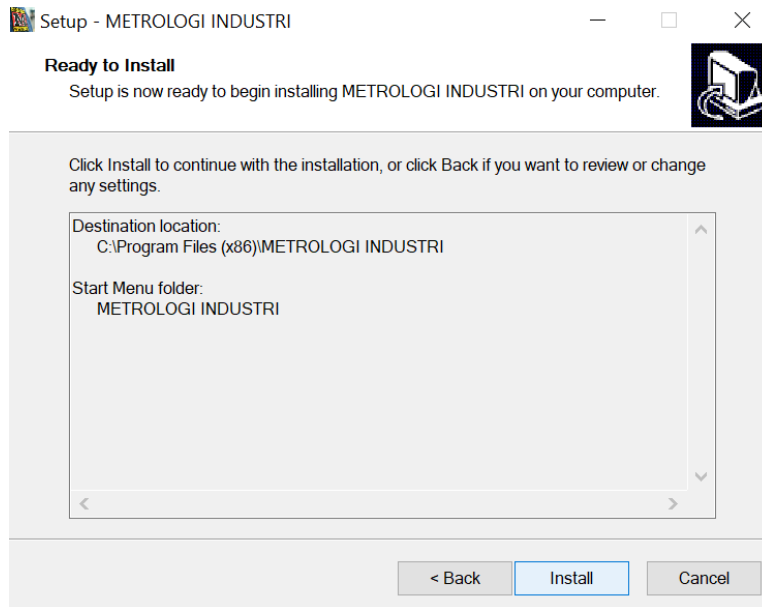 Setup - METROLOGI INDUSTRI
Ready to Install
Setup is now ready to begin installing METROLOGI INDUSTRI on your computer.
Click Install to continue with the installation, or click Back if you want to review or change
any settings.
Destination location:
C:\Program Files (x86)\METROLOGI INDUSTRI
Start Menu folder:
METROLOGI INDUSTRI
< Back
Install
Cancel